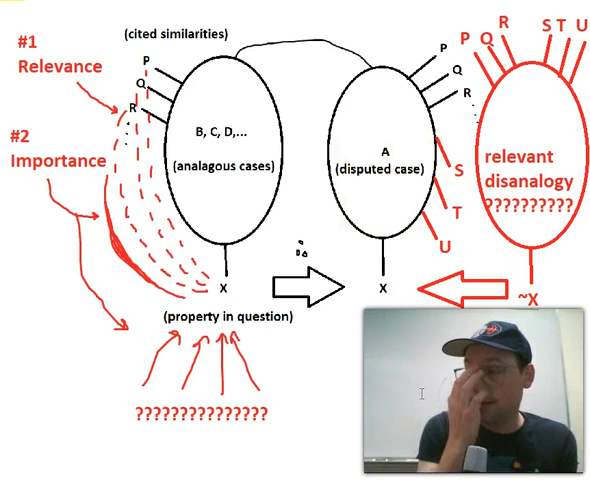 #1
Relevance
#2
Importance
(cited similarities)
P
Q
R
B, C, D,...
(analagous cases)
X
(property in question)
???????????????
A
(disputed case)
P
Q
R
S
T
U
X
P Q R S T U
relevant
disanalogy
??????????
~X